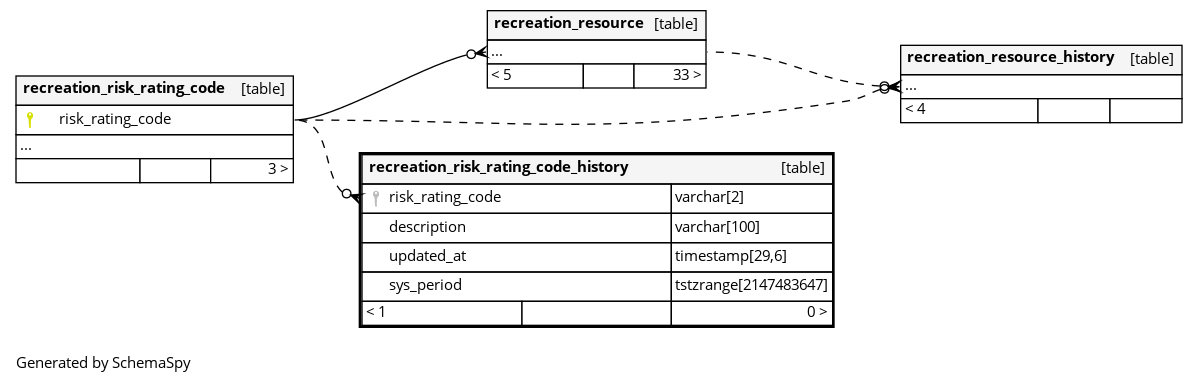 recreation_resource [table]
...
< 5 33 >
recreation_resource_history [table]
...
< 4
recreation_risk_rating_code [table]
risk_rating_code
...
3 >
recreation_risk_rating_code_history [table]
risk_rating_code varchar[2]
description varchar[100]
updated_at timestamp[29,6]
sys_period tstzrange[2147483647]
< 1 0 >
Generated by SchemaSpy